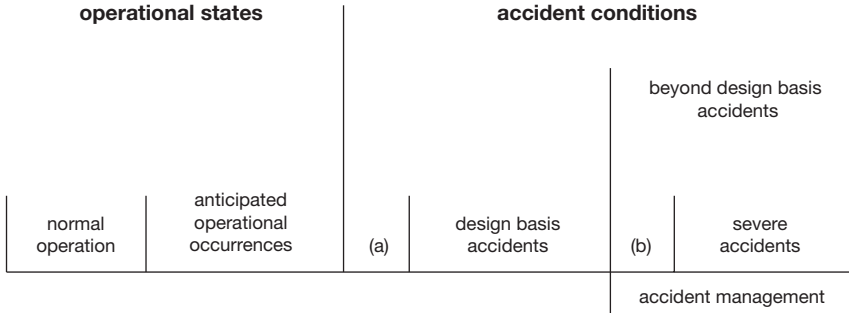 operational states
accident conditions
beyond design basis
accidents
normal
operation
anticipated
operational
occurrences
(a)
design basis
accidents
(b)
severe
accidents
accident management